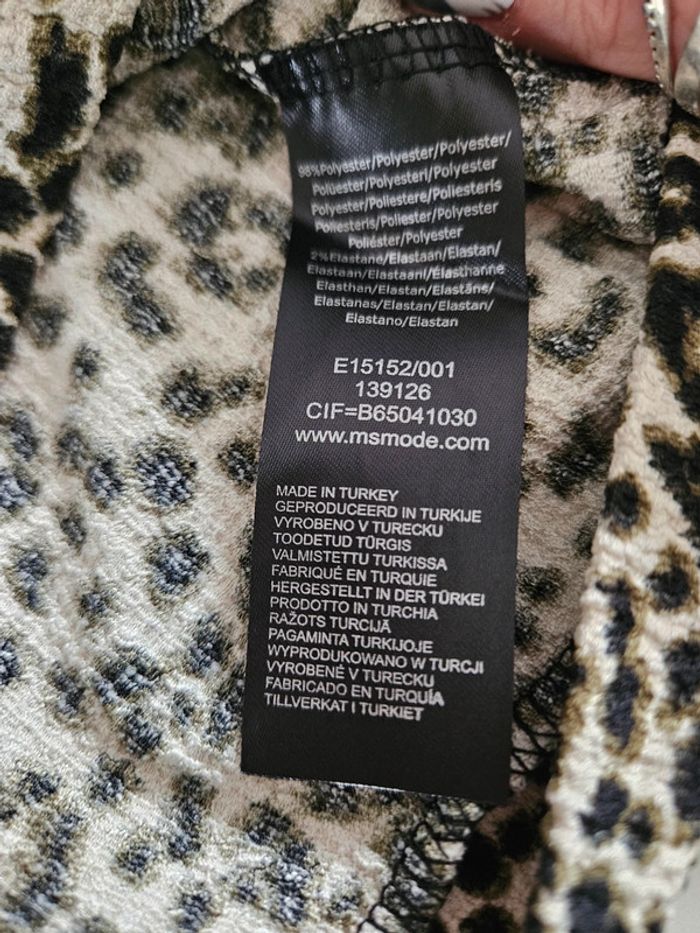 98%Polyester/Polyester/Polyester/
Polüester/Polyesteri/Polyester
Polyester/Poliestere/Poliesteris
Poliesteris/Poliester/Polyester
Poliéster/Polyester
2%Elastano/Elastaan/Elastan/
Elastaan/Elastaani/Élasthanne
Elasthan/Elastan/Elastāns/
Elastanas/Elastan/Elastan/
Elastano/Elastan
E15152/001
139126
CIF=B65041030
www.msmode.com
MADE IN TURKEY
GEPRODUCEERD IN TURKIJE
VYROBENO V TURECKU
TOODETUD TÜRGIS
VALMISTETTU TURKISSA
FABRIQUÉ EN TURQUIE
HERGESTELLT IN DER TÜRKEI
PRODOTTO IN TURCHIA
RAŽOTS TURCIJĀ
PAGAMINTA TURKIJOJE
WYPRODUKOWANO W TURCJI
VYROBENÉ V TURECKU
FABRICADO EN TURQUÍA
TILLVERKAT I TURKIET